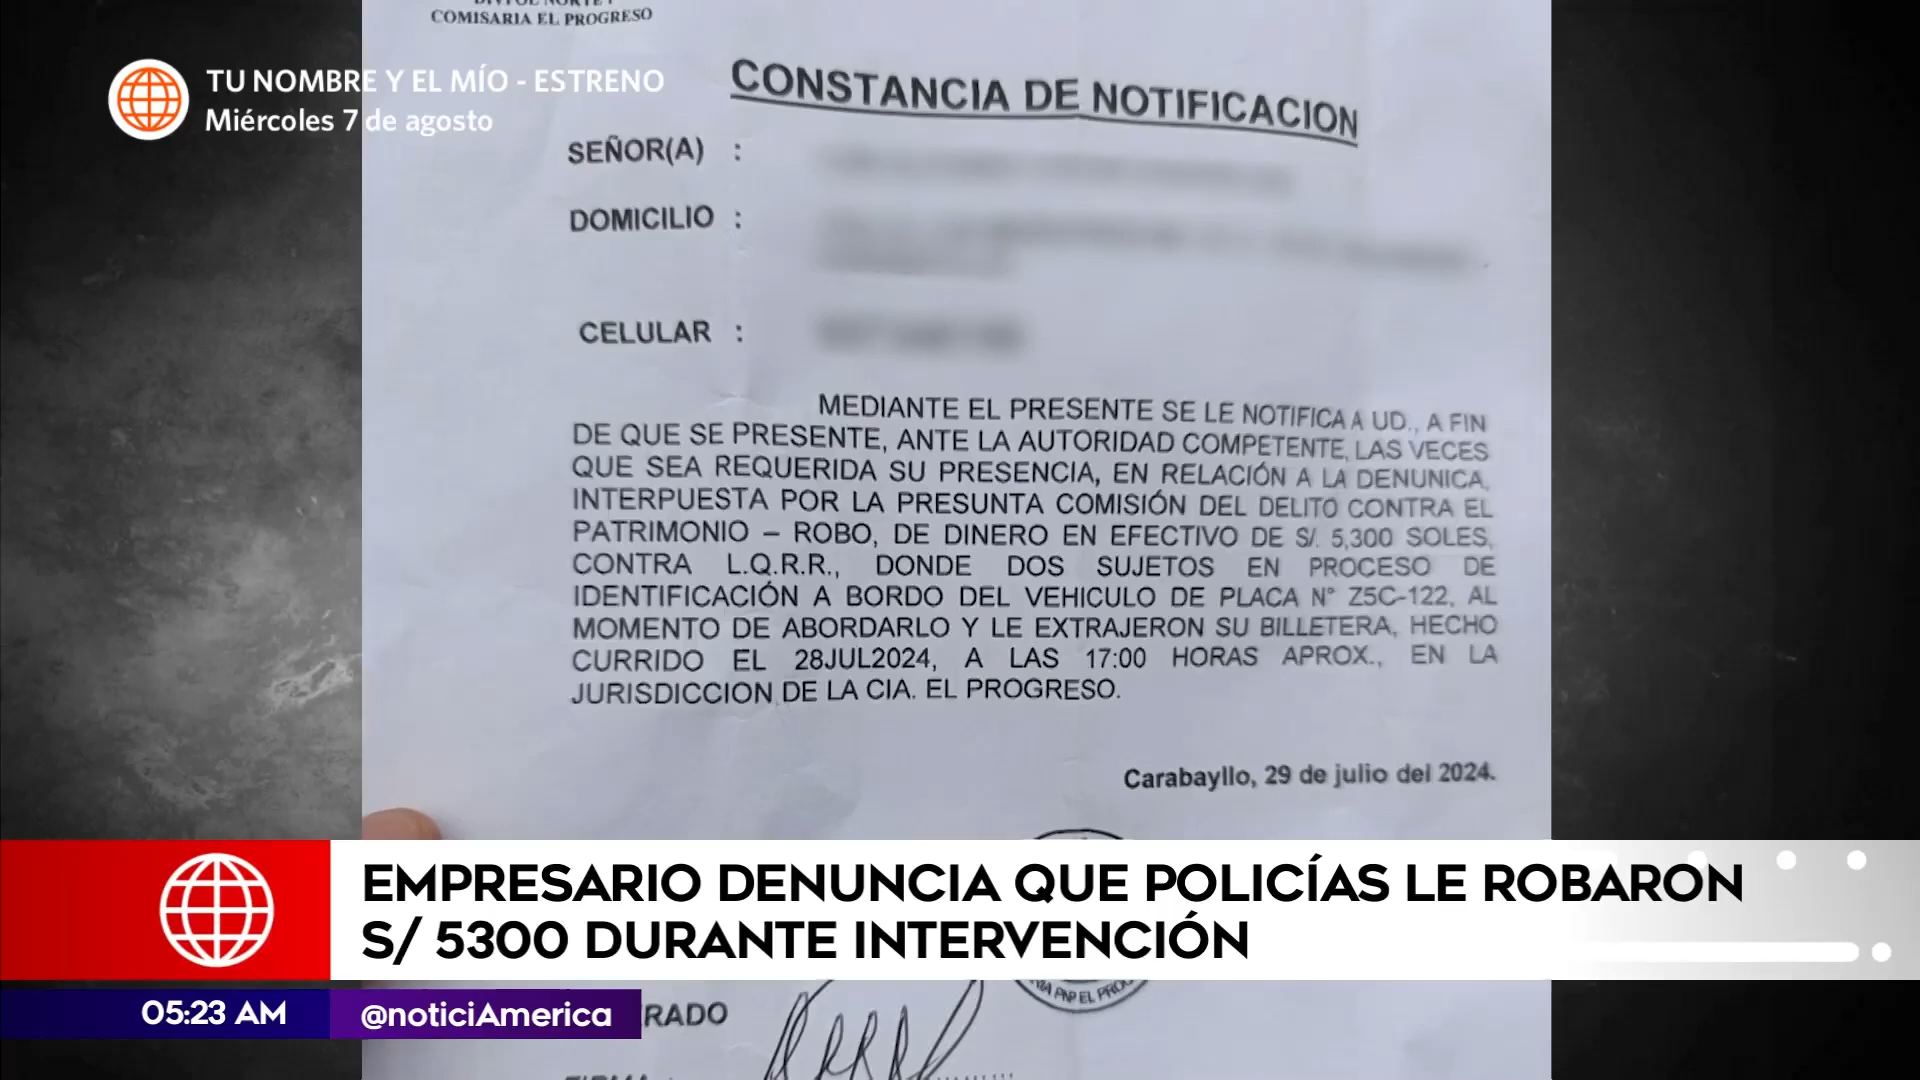 COMISARIA EL PROGRESO
TU NOMBRE Y EL MÍO - ESTRENO
Miércoles 7 de agosto
CONSTANCIA DE NOTIFICACION
SEÑOR(A) :
DOMICILIO :
CELULAR :
MEDIANTE EL PRESENTE SE LE NOTIFICA A UD., A FIN
DE QUE SE PRESENTE, ANTE LA AUTORIDAD COMPETENTE, LAS VECES
QUE SEA REQUERIDA SU PRESENCIA, EN RELACIÓN A LA DENUNICA,
INTERPUESTA POR LA PRESUNTA COMISIÓN DEL DELITO CONTRA EL
PATRIMONIO – ROBO, DE DINERO EN EFECTIVO DE S/. 5,300 SOLES,
CONTRA L.Q.R.R., DONDE DOS SUJETOS EN PROCESO DE
IDENTIFICACIÓN A BORDO DEL VEHICULO DE PLACA N° Z5C-122, AL
MOMENTO DE ABORDARLO Y LE EXTRAJERON SU BILLETERA, HECHO
CURRIDO EL 28JUL2024, A LAS 17:00 HORAS APROX., EN LA
JURISDICCION DE LA CIA. EL PROGRESO.
Carabayllo, 29 de julio del 2024.
EMPRESARIO DENUNCIA QUE POLICÍAS LE ROBARON
S/ 5300 DURANTE INTERVENCIÓN
05:23 AM
@noticiAmerica
RADO
PNP EL PROG